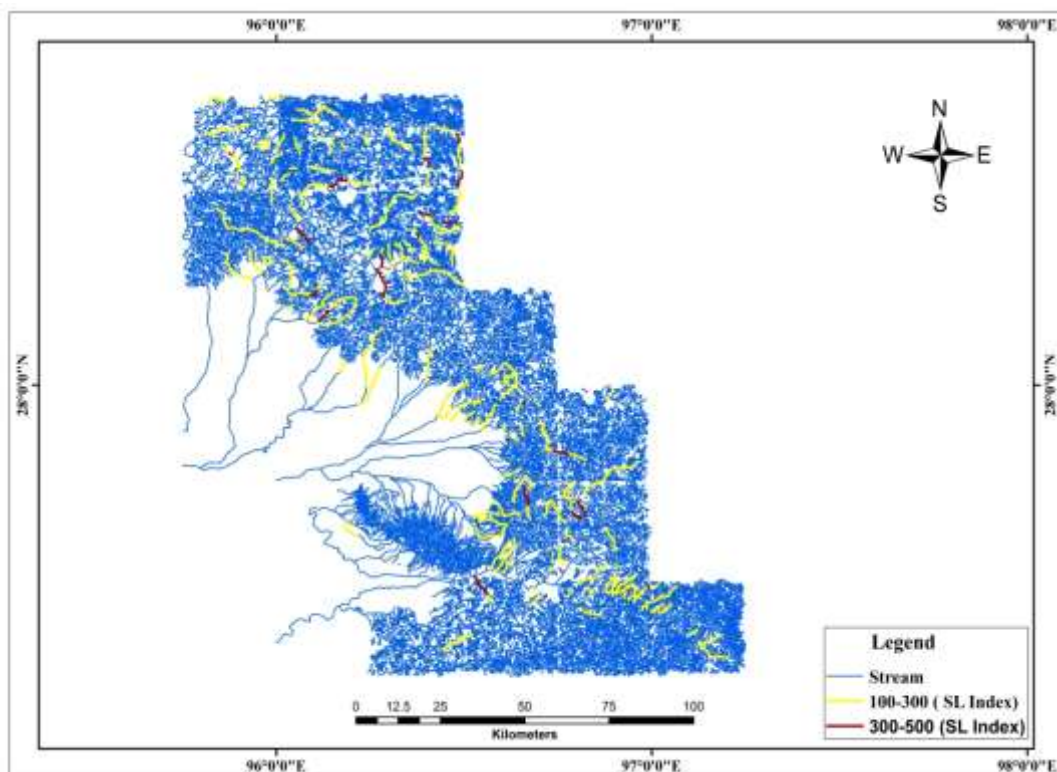 96°0'0"E 97°0'0"E 98°0'0"E
N
W E
S
28°0'0"N 28°0'0"N
Legend
Stream
100-300 ( SL Index)
300-500 (SL Index)
0 12.5 25 50 75 100
Kilometers
96°0'0"E 97°0'0"E 98°0'0"E